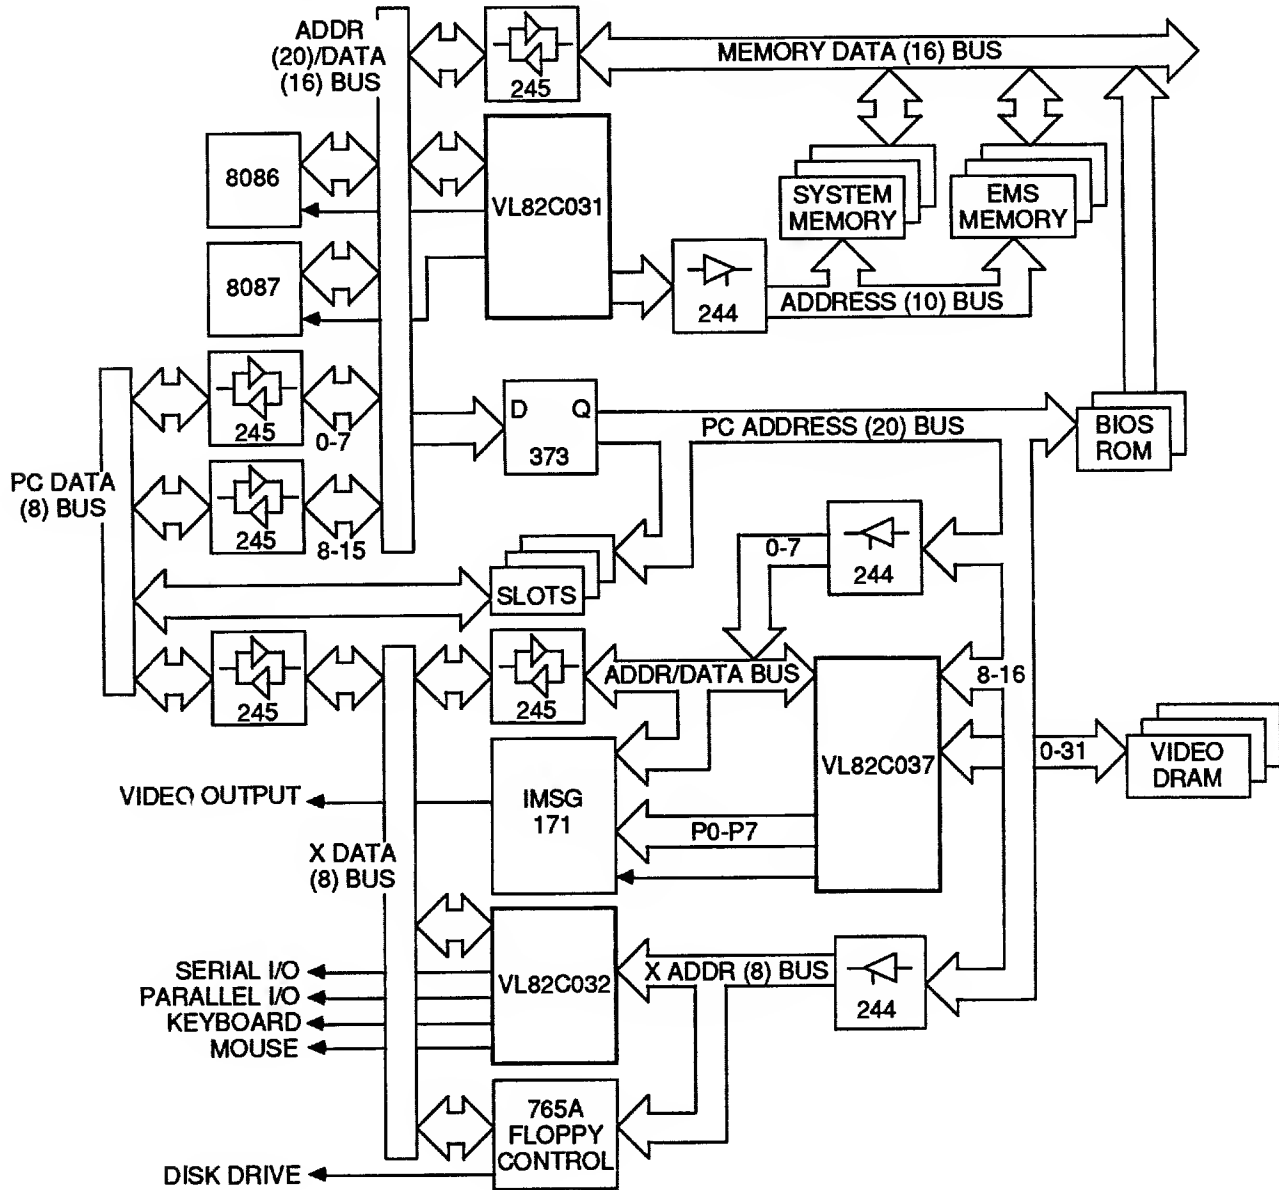 ADDR
(20)/DATA
(16) BUS
245
MEMORY DATA (16) BUS
8086
VL82C031
SYSTEM
MEMORY
EMS
MEMORY
8087
244
ADDRESS (10) BUS
245
0-7
D Q
373
PC ADDRESS (20) BUS
BIOS
ROM
PC DATA
(8) BUS
245
8-15
0-7
244
SLOTS
245
245
ADDR/DATA BUS
VL82C037
8-16
0-31
VIDEO
DRAM
VIDEO OUTPUT
IMSG
171
P0-P7
X DATA
(8) BUS
SERIAL I/O
PARALLEL I/O
KEYBOARD
MOUSE
VL82C032
X ADDR (8) BUS
244
765A
FLOPPY
CONTROL
DISK DRIVE